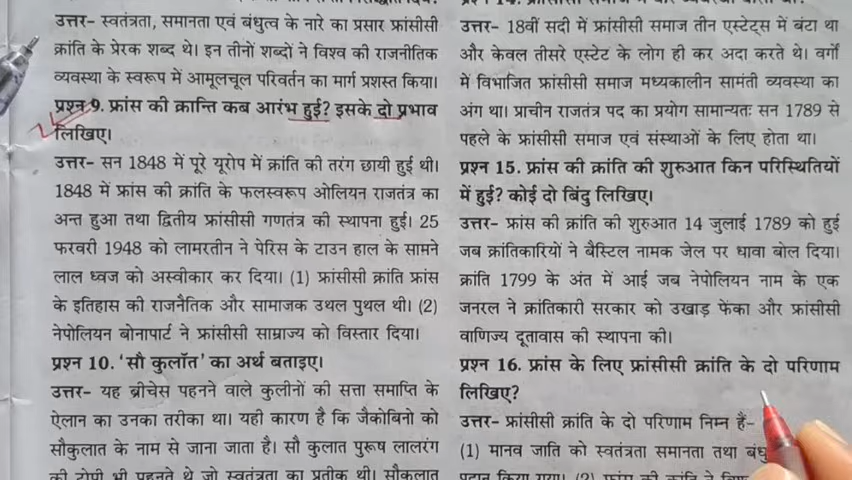 उत्तर- स्वतंत्रता, समानता एवं बंधुत्व के नारे का प्रसार फ्रांसीसी
क्रांति के प्रेरक शब्द थे। इन तीनों शब्दों ने विश्व की राजनीतिक
व्यवस्था के स्वरूप में आमूलचूल परिवर्तन का मार्ग प्रशस्त किया।
प्रश्न 9. फ्रांस की क्रान्ति कब आरंभ हुई? इसके दो प्रभाव
लिखिए।
उत्तर- सन 1848 में पूरे यूरोप में क्रांति की तरंग छायी हुई थी।
1848 में फ्रांस की क्रांति के फलस्वरूप ओलियन राजतंत्र का
अन्त हुआ तथा द्वितीय फ्रांसीसी गणतंत्र की स्थापना हुई। 25
फरवरी 1948 को लामरतीन ने पेरिस के टाउन हाल के सामने
लाल ध्वज को अस्वीकार कर दिया। (1) फ्रांसीसी क्रांति फ्रांस
के इतिहास की राजनैतिक और सामाजक उथल पुथल थी। (2)
नेपोलियन बोनापार्ट ने फ्रांसीसी साम्राज्य को विस्तार दिया।
प्रश्न 10. 'सौ कुलॉत' का अर्थ बताइए।
उत्तर- यह ब्रीचेस पहनने वाले कुलीनों की सत्ता समाप्ति के
ऐलान का उनका तरीका था। यही कारण है कि जैकोबिनो को
सौकुलात के नाम से जाना जाता है। सौ कुलात पुरूष लालरंग
की टोपी भी पहनते थे जो स्वतंत्रता का प्रतीक थी। सौकुलात
उत्तर- 18वीं सदी में फ्रांसीसी समाज तीन एस्टेट्स में बंटा था
और केवल तीसरे एस्टेट के लोग ही कर अदा करते थे। वर्गों
में विभाजित फ्रांसीसी समाज मध्यकालीन सामंती व्यवस्था का
अंग था। प्राचीन राजतंत्र पद का प्रयोग सामान्यतः सन 1789 से
पहले के फ्रांसीसी समाज एवं संस्थाओं के लिए होता था।
प्रश्न 15. फ्रांस की क्रांति की शुरुआत किन परिस्थितियों
में हुई? कोई दो बिंदु लिखिए।
उत्तर- फ्रांस की क्रांति की शुरुआत 14 जुलाई 1789 को हुई
जब क्रांतिकारियों ने बैस्टिल नामक जेल पर धावा बोल दिया।
क्रांति 1799 के अंत में आई जब नेपोलियन नाम के एक
जनरल ने क्रांतिकारी सरकार को उखाड़ फेंका और फ्रांसीसी
वाणिज्य दूतावास की स्थापना की।
प्रश्न 16. फ्रांस के लिए फ्रांसीसी क्रांति के दो परिणाम
लिखिए?
उत्तर- फ्रांसीसी क्रांति के दो परिणाम निम्न हैं-
(1) मानव जाति को स्वतंत्रता समानता तथा